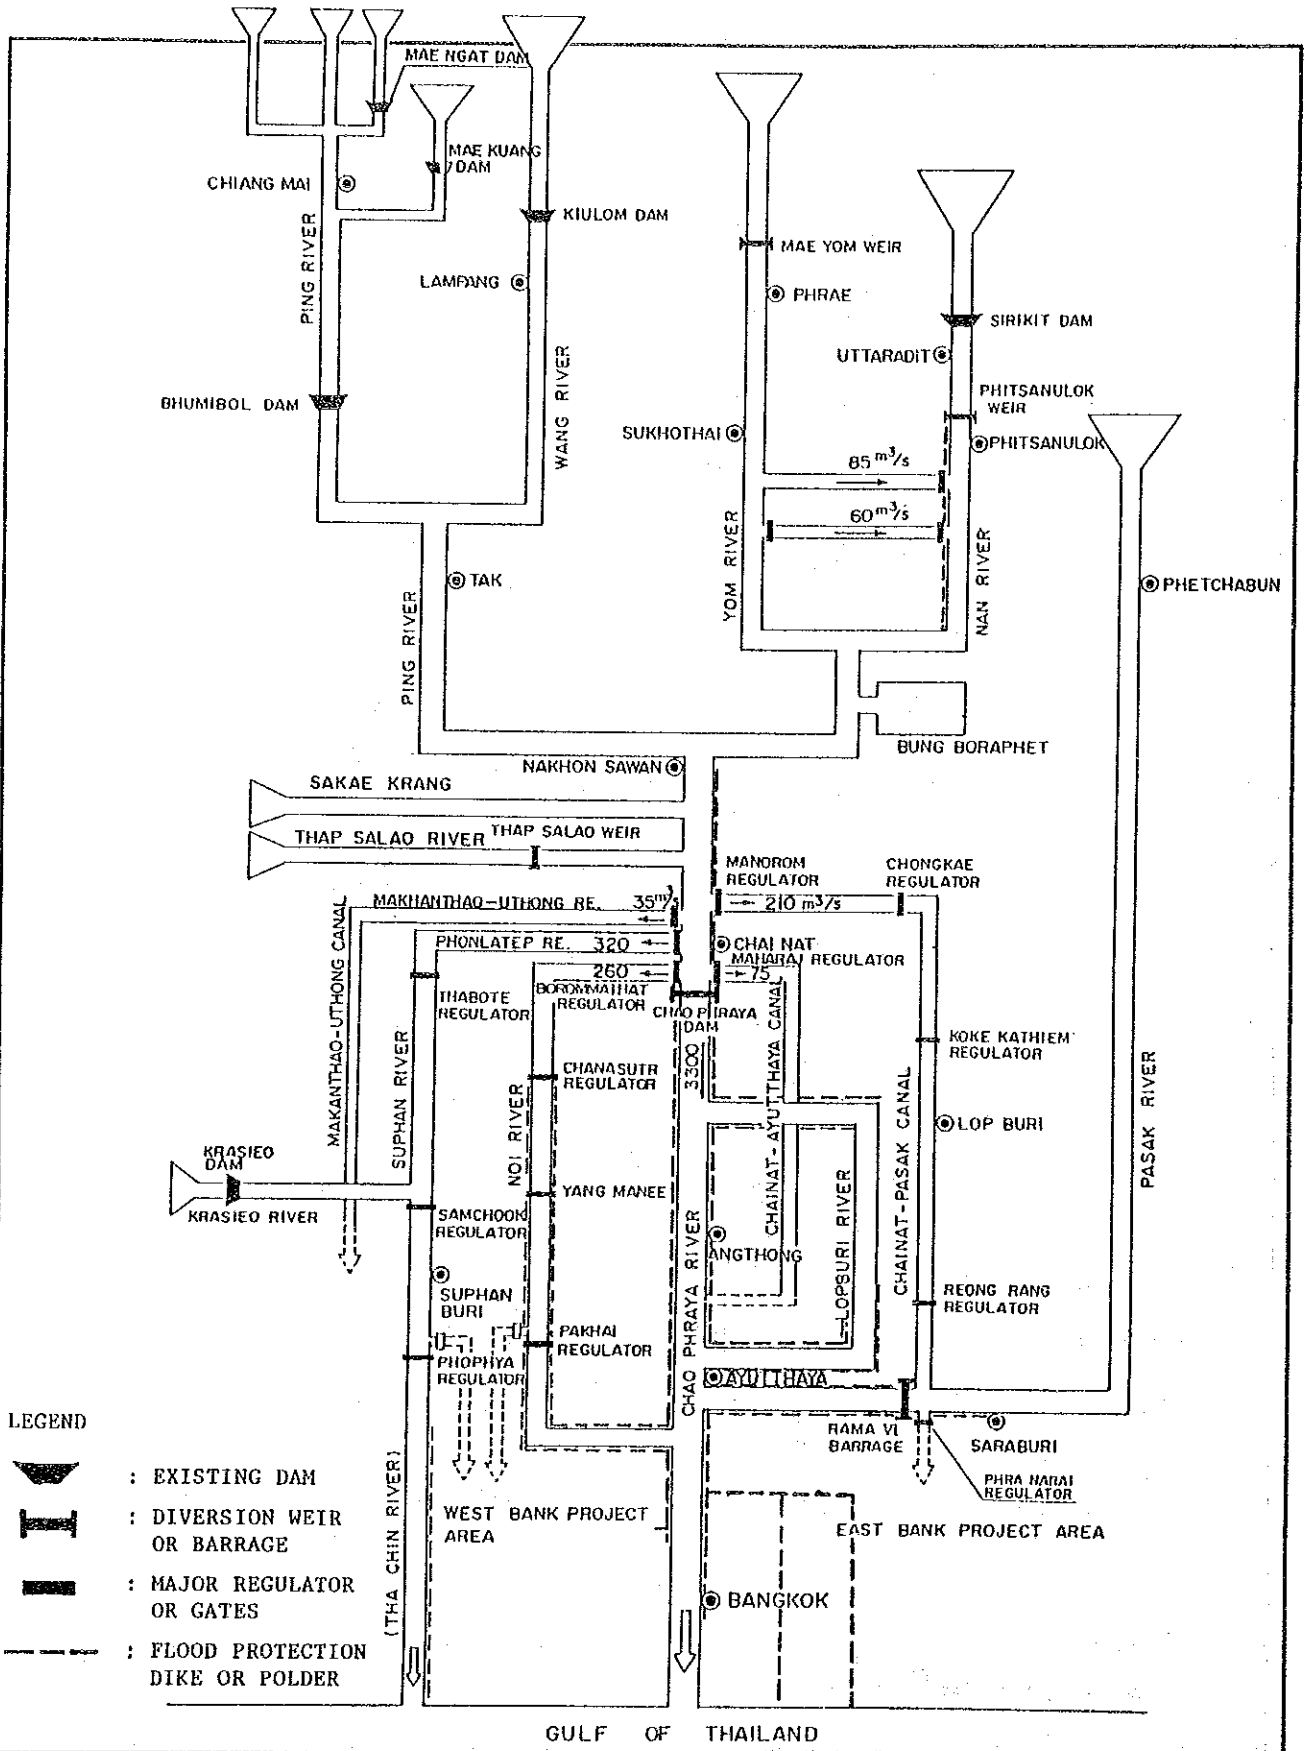 MAE NGAT DAM
MAE KUANG
DAM
CHIANG MAI
KIULOM DAM
PING RIVER
MAE YOM WEIR
LAMPANG
PHRAE
SIRIKIT DAM
UTTARADIT
BHUMIBOL DAM
WANG RIVER
PHITSANULOK
WEIR
SUKHOTHAI
PHITSANULOK
85 m³/s
60 m³/s
YOM RIVER
NAN RIVER
TAK
PHETCHABUN
PING RIVER
BUNG BORAPHET
NAKHON SAWAN
SAKAE KRANG
THAP SALAO RIVER
THAP SALAO WEIR
MANOROM
REGULATOR
CHONGKAE
REGULATOR
MAKHANTHAO-UTHONG RE.
35 m³/s
210 m³/s
PHONLATEP RE.
320
CHAI NAT
MAHARAJ REGULATOR
260
75
BOROMMATHAT
REGULATOR
CHAO PHRAYA
DAM
THABOTE
REGULATOR
3300
MAKANTHAO-UTHONG CANAL
SUPHAN RIVER
CHANASUTR
REGULATOR
NOI RIVER
CHAINAT-AYUTTHAYA CANAL
KOKE KATHIEM
REGULATOR
CHAINAT-PASAK CANAL
LOP BURI
PASAK RIVER
KRASIEO
DAM
KRASIEO RIVER
YANG MANEE
SAMCHOOK
REGULATOR
CHAO PHRAYA RIVER
ANGTHONG
LOPBURI RIVER
SUPHAN
BURI
REONG RANG
REGULATOR
PAKHAI
REGULATOR
PHOPHYA
REGULATOR
AYUTTHAYA
RAMA VI
BARRAGE
SARABURI
PHRA NARAI
REGULATOR
(THA CHIN RIVER)
WEST BANK PROJECT
AREA
EAST BANK PROJECT AREA
BANGKOK
GULF OF THAILAND
LEGEND
: EXISTING DAM
: DIVERSION WEIR
OR BARRAGE
: MAJOR REGULATOR
OR GATES
: FLOOD PROTECTION
DIKE OR POLDER